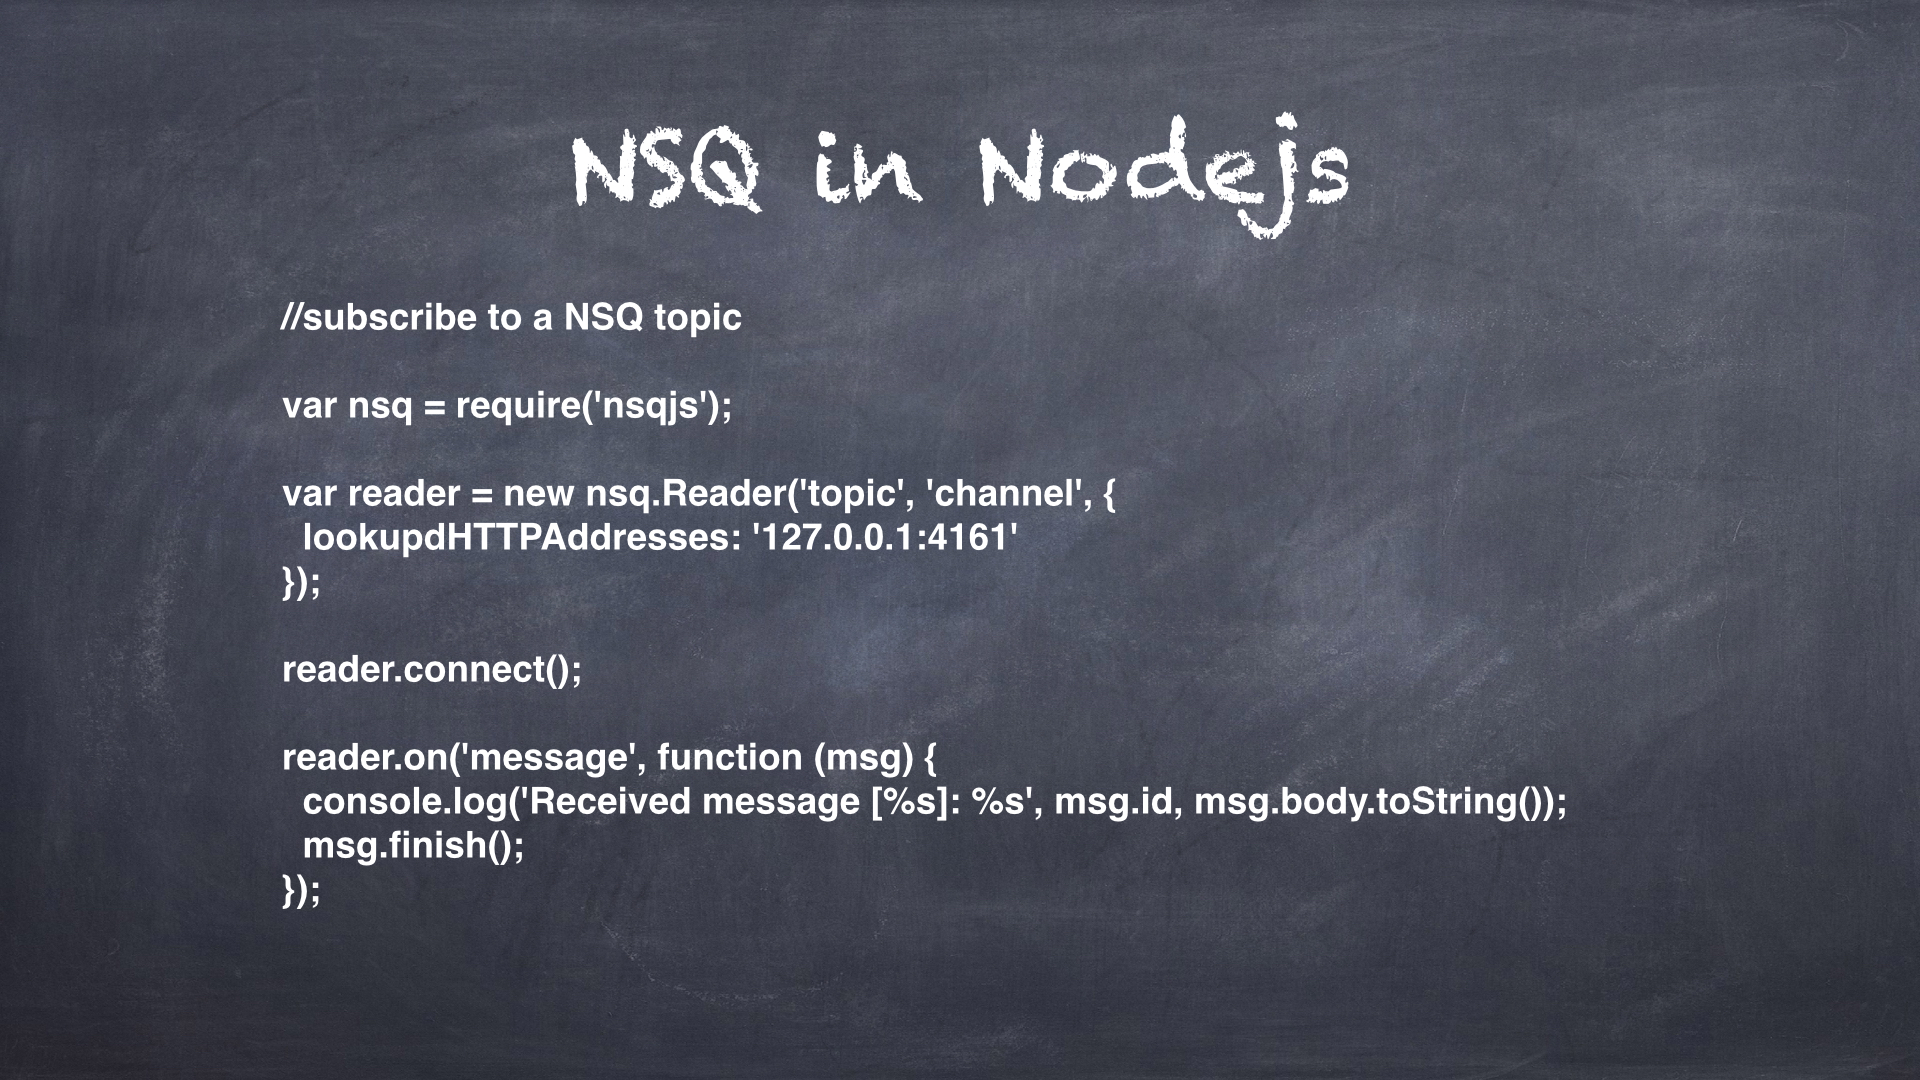 NSQ in Nodejs
//subscribe to a NSQ topic
var nsq = require('nsqjs');
var reader = new nsq.Reader('topic', 'channel', {
  lookupdHTTPAddresses: '127.0.0.1:4161'
});
reader.connect();
reader.on('message', function (msg) {
  console.log('Received message [%s]: %s', msg.id, msg.body.toString());
  msg.finish();
});